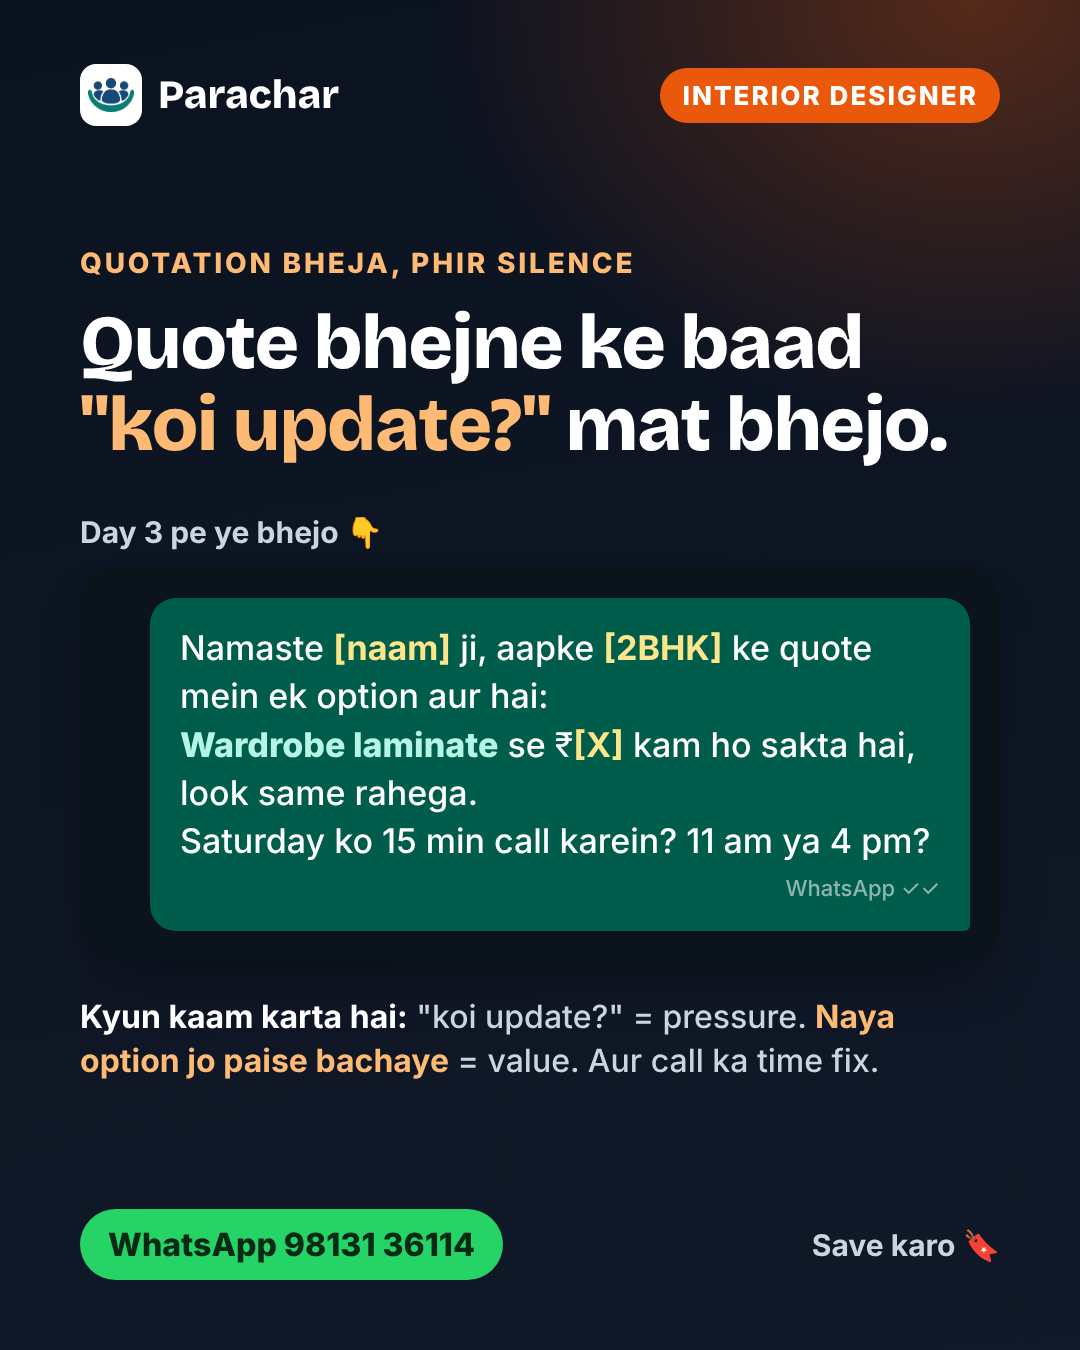 Parachar
INTERIOR DESIGNER
QUOTATION BHEJA, PHIR SILENCE
Quote bhejne ke baad
"koi update?" mat bhejo.
Day 3 pe ye bhejo 👇
Namaste [naam] ji, aapke [2BHK] ke quote
mein ek option aur hai:
Wardrobe laminate se ₹[X] kam ho sakta hai,
look same rahega.
Saturday ko 15 min call karein? 11 am ya 4 pm?
WhatsApp ✓✓
Kyun kaam karta hai: "koi update?" = pressure. Naya
option jo paise bachaye = value. Aur call ka time fix.
WhatsApp 98131 36114
Save karo 🔖